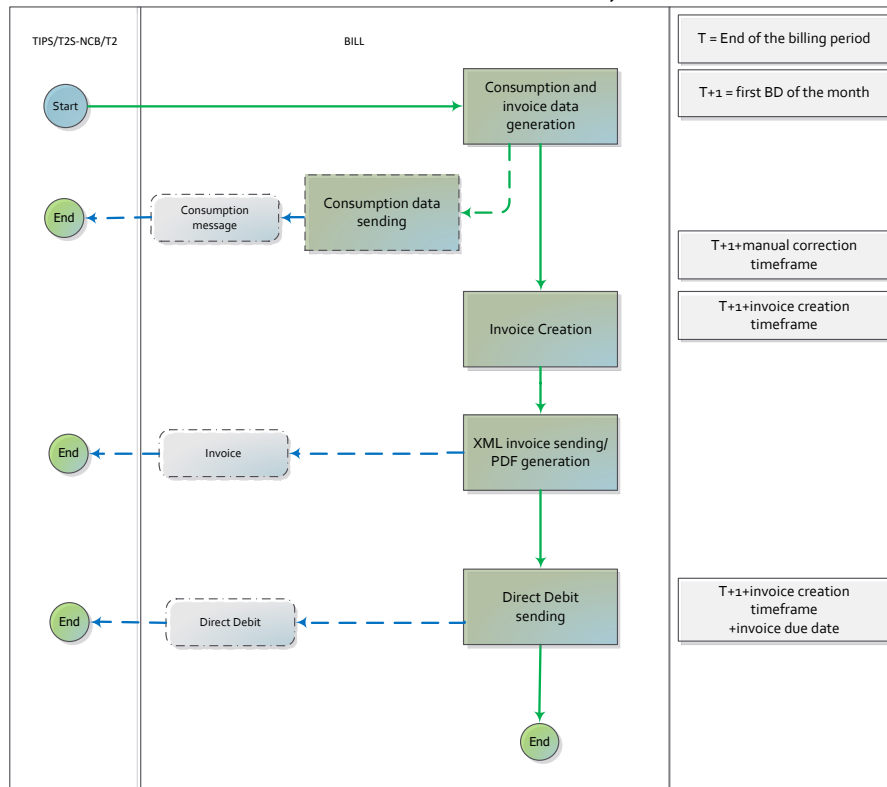 TIPS/T2S-NCB/T2
BILL
T = End of the billing period
Start
Consumption and
invoice data
generation
T+1 = first BD of the month
End
Consumption
message
Consumption data
sending
T+1+manual correction
timeframe
Invoice Creation
T+1+invoice creation
timeframe
End
Invoice
XML invoice sending/
PDF generation
End
Direct Debit
Direct Debit
sending
T+1+invoice creation
timeframe
+invoice due date
End